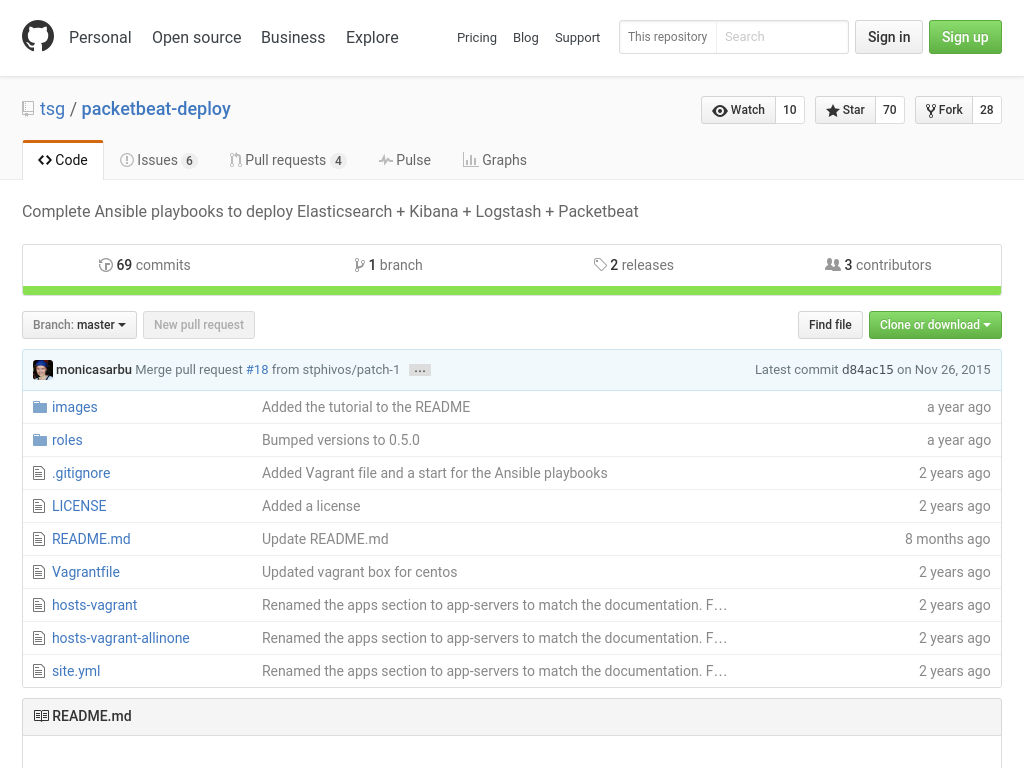 Personal Open source Business Explore Pricing Blog Support This repository Search Sign in Sign up
tsg / packetbeat-deploy Watch 10 Star 70 Fork 28
Code Issues 6 Pull requests 4 Pulse Graphs
Complete Ansible playbooks to deploy Elasticsearch + Kibana + Logstash + Packetbeat
69 commits 1 branch 2 releases 3 contributors
Branch: master New pull request Find file Clone or download
monicasarbu Merge pull request #18 from stphivos/patch-1 … Latest commit d84ac15 on Nov 26, 2015
images Added the tutorial to the README a year ago
roles Bumped versions to 0.5.0 a year ago
.gitignore Added Vagrant file and a start for the Ansible playbooks 2 years ago
LICENSE Added a license 2 years ago
README.md Update README.md 8 months ago
Vagrantfile Updated vagrant box for centos 2 years ago
hosts-vagrant Renamed the apps section to app-servers to match the documentation. F… 2 years ago
hosts-vagrant-allinone Renamed the apps section to app-servers to match the documentation. F… 2 years ago
site.yml Renamed the apps section to app-servers to match the documentation. F… 2 years ago
README.md